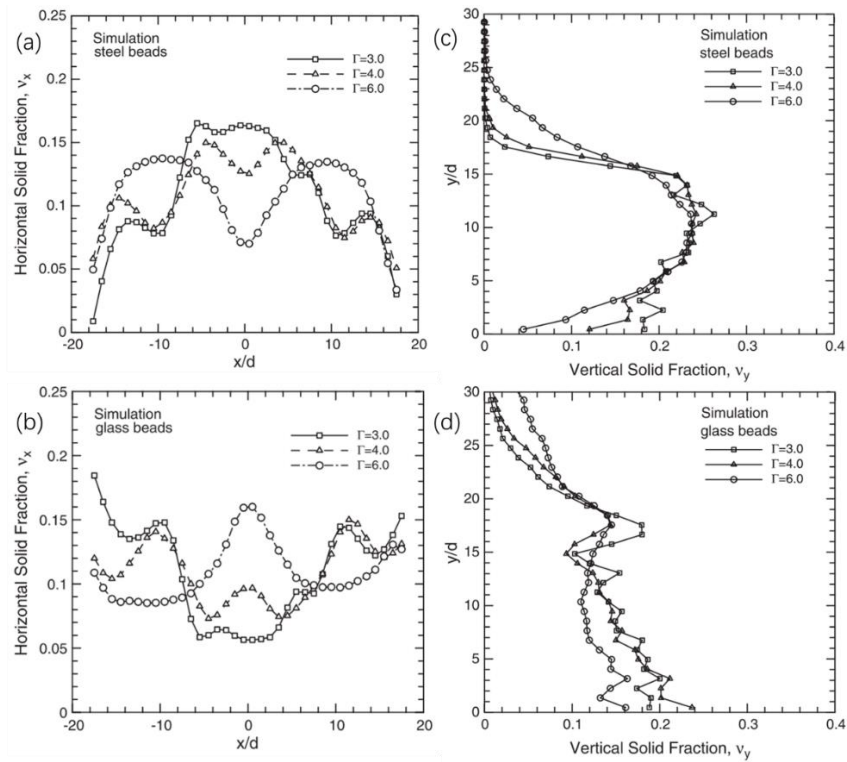 (a)
Simulation
steel beads
Γ=3.0
Γ=4.0
Γ=6.0
Horizontal Solid Fraction, νx
0.25
0.2
0.15
0.1
0.05
0
-20
-10
0
10
20
x/d
(c)
Simulation
steel beads
Γ=3.0
Γ=4.0
Γ=6.0
y/d
30
25
20
15
10
5
0
0
0.1
0.2
0.3
0.4
Vertical Solid Fraction, νy
(b)
Simulation
glass beads
Γ=3.0
Γ=4.0
Γ=6.0
Horizontal Solid Fraction, νx
0.25
0.2
0.15
0.1
0.05
0
-20
-10
0
10
20
x/d
(d)
Simulation
glass beads
Γ=3.0
Γ=4.0
Γ=6.0
y/d
30
25
20
15
10
5
0
0
0.1
0.2
0.3
0.4
Vertical Solid Fraction, νy